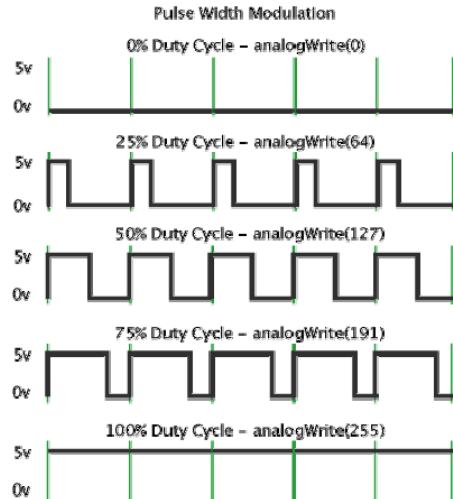 Pulse Width Modulation
0% Duty Cycle – analogWrite(0)
5v
0v
25% Duty Cycle – analogWrite(64)
5v
0v
50% Duty Cycle – analogWrite(127)
5v
0v
75% Duty Cycle – analogWrite(191)
5v
0v
100% Duty Cycle – analogWrite(255)
5v
0v